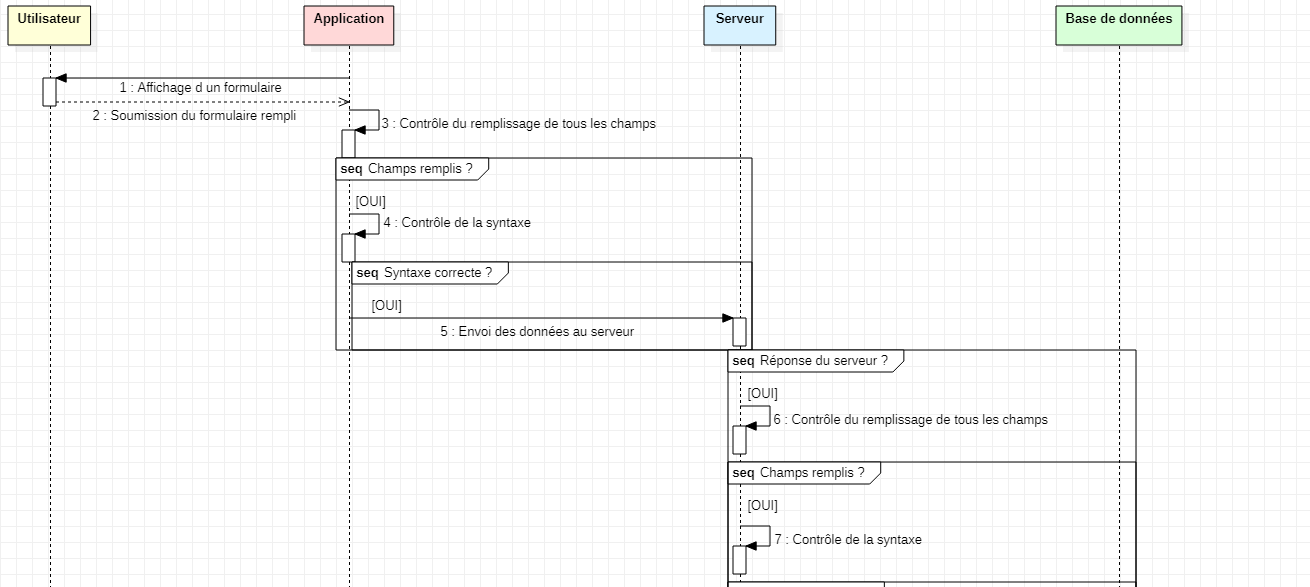 Utilisateur
Application
Serveur
Base de données
1 : Affichage d un formulaire
2 : Soumission du formulaire rempli
3 : Contrôle du remplissage de tous les champs
seq Champs remplis ?
[OUI]
4 : Contrôle de la syntaxe
seq Syntaxe correcte ?
[OUI]
5 : Envoi des données au serveur
seq Réponse du serveur ?
[OUI]
6 : Contrôle du remplissage de tous les champs
seq Champs remplis ?
[OUI]
7 : Contrôle de la syntaxe